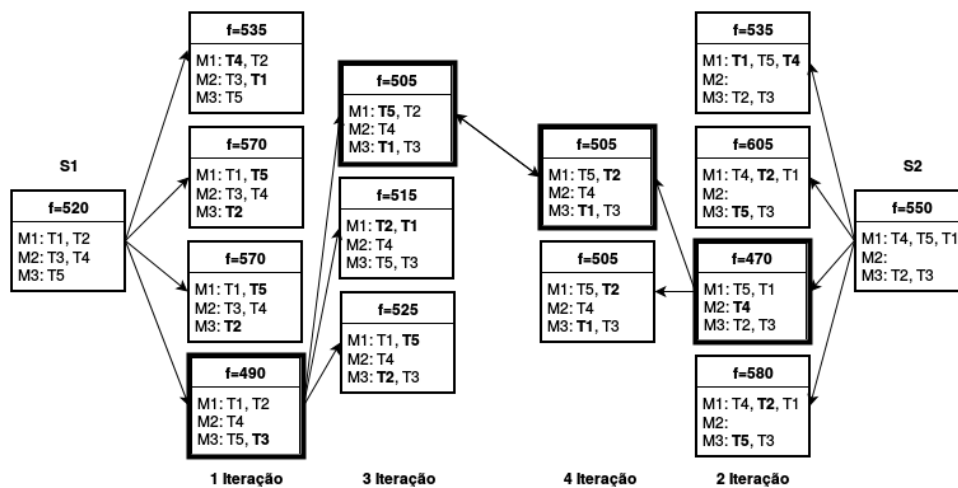 S1
f=520
M1: T1, T2
M2: T3, T4
M3: T5
f=535
M1: T4, T2
M2: T3, T1
M3: T5
f=570
M1: T1, T5
M2: T3, T4
M3: T2
f=570
M1: T1, T5
M2: T3, T4
M3: T2
f=490
M1: T1, T2
M2: T4
M3: T5, T3
1 Iteração
f=505
M1: T5, T2
M2: T4
M3: T1, T3
f=515
M1: T2, T1
M2: T4
M3: T5, T3
f=525
M1: T1, T5
M2: T4
M3: T2, T3
3 Iteração
f=505
M1: T5, T2
M2: T4
M3: T1, T3
f=505
M1: T5, T2
M2: T4
M3: T1, T3
4 Iteração
f=535
M1: T1, T5, T4
M2:
M3: T2, T3
f=605
M1: T4, T2, T1
M2:
M3: T5, T3
f=470
M1: T5, T1
M2: T4
M3: T2, T3
f=580
M1: T4, T2, T1
M2:
M3: T5, T3
2 Iteração
S2
f=550
M1: T4, T5, T1
M2:
M3: T2, T3